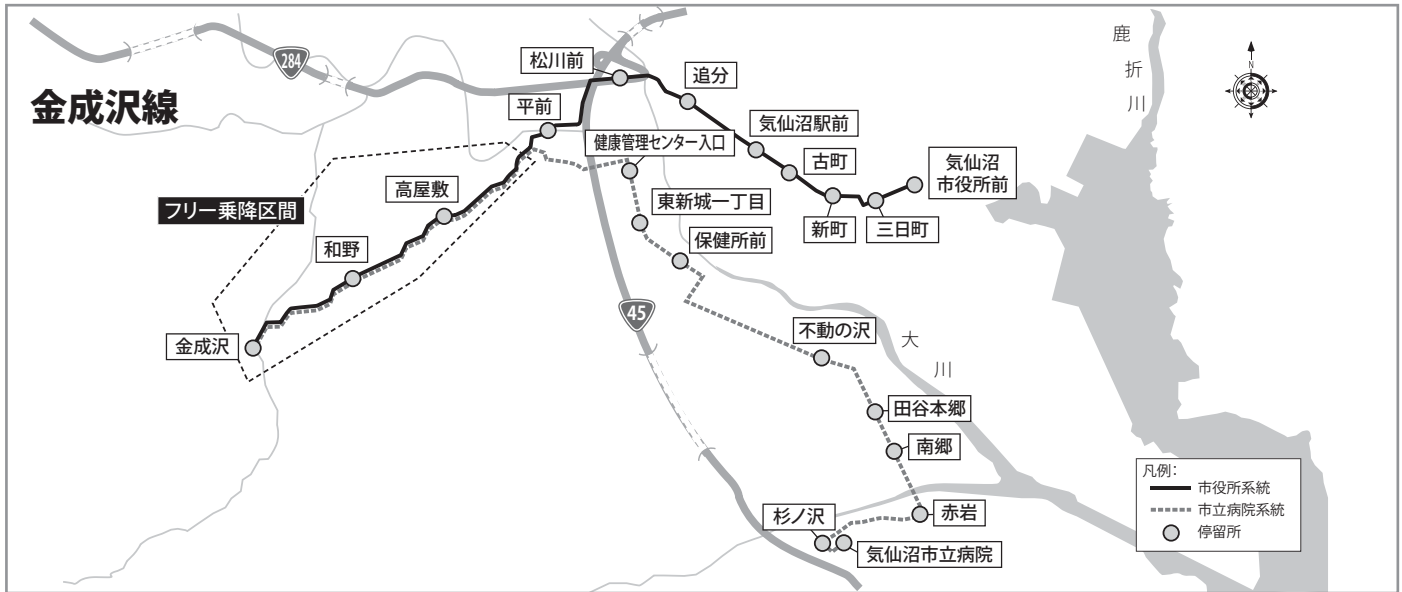 金成沢線
284
松川前
追分
平前
健康管理センター入口
気仙沼駅前
古町
気仙沼
市役所前
高屋敷
フリー乗降区間
東新城一丁目
新町
三日町
和野
保健所前
45
金成沢
不動の沢
大川
鹿折川
N
田谷本郷
南郷
杉ノ沢
赤岩
気仙沼市立病院
凡例:
市役所系統
市立病院系統
停留所